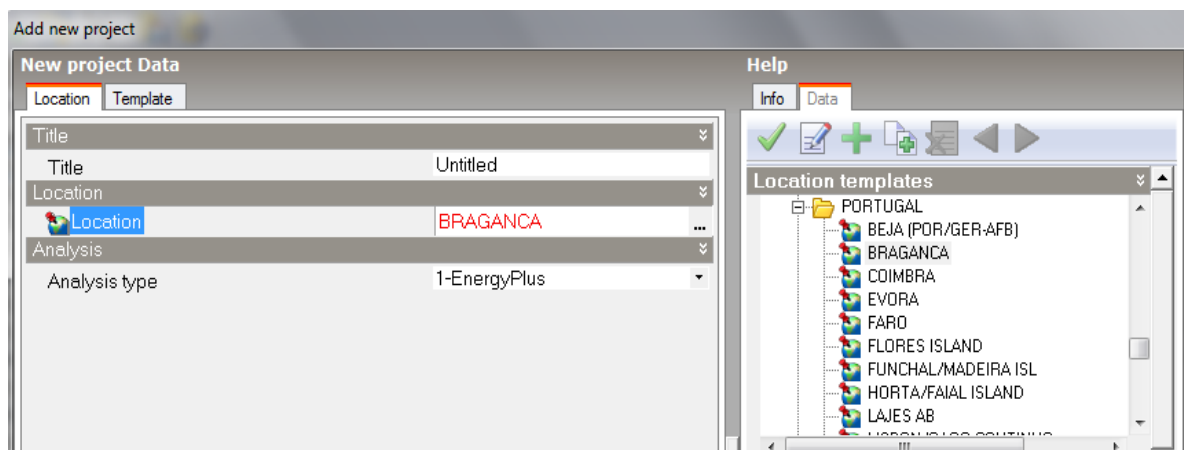 Add new project
New project Data
Location Template
Title
Title Untitled
Location
Location BRAGANCA ...
Analysis
Analysis type 1-EnergyPlus
Help
Info Data
Location templates
PORTUGAL
BEJA (POR/GER-AFB)
BRAGANCA
COIMBRA
EVORA
FARO
FLORES ISLAND
FUNCHAL/MADEIRA ISL
HORTA/FAIAL ISLAND
LAJES AB